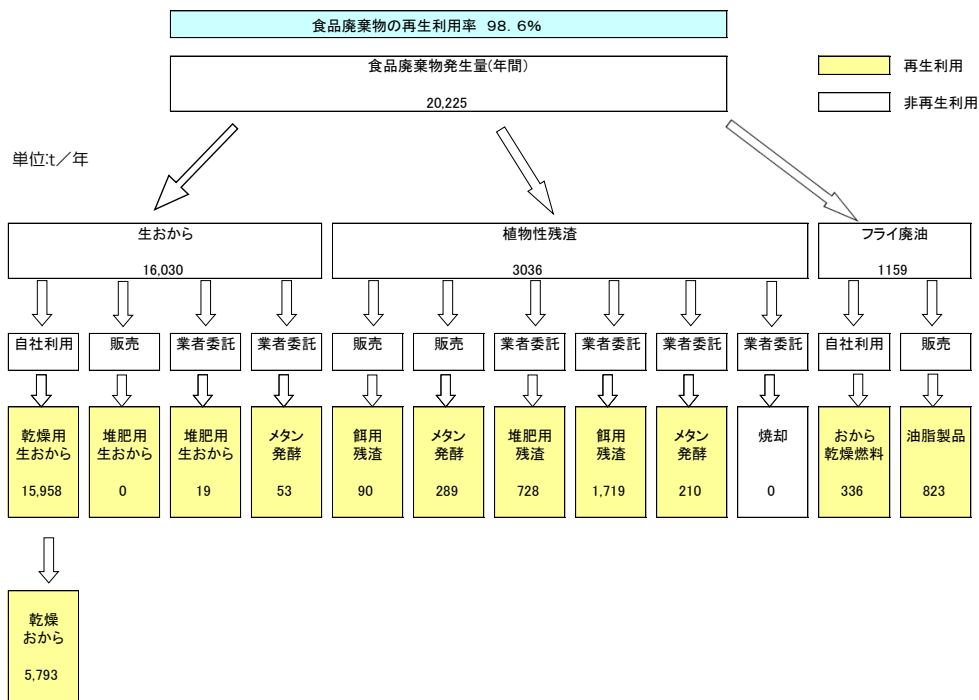 食品廃棄物の再生利用率 98.6%
食品廃棄物発生量(年間)
20,225
再生利用
非再生利用
単位:t/年
生おから
16,030
植物性残渣
3036
フライ廃油
1159
自社利用
販売
業者委託
業者委託
販売
販売
業者委託
業者委託
業者委託
業者委託
自社利用
販売
乾燥用
生おから
15,958
堆肥用
生おから
0
堆肥用
生おから
19
メタン
発酵
53
餌用
残渣
90
メタン
発酵
289
堆肥用
残渣
728
餌用
残渣
1,719
メタン
発酵
210
焼却
0
おから
乾燥燃料
336
油脂製品
823
乾燥
おから
5,793